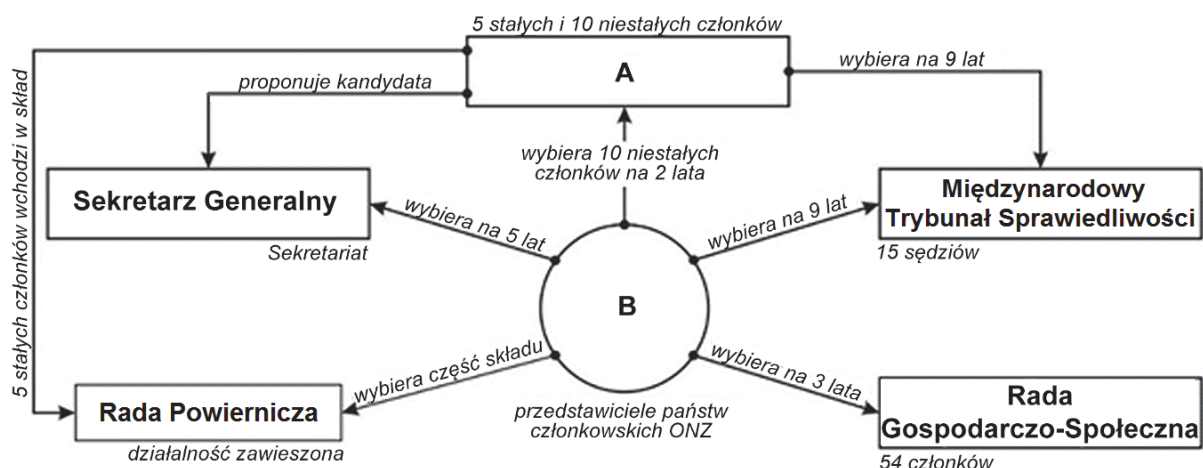 5 stałych i 10 niestałych członków
A
proponuje kandydata
wybiera na 9 lat
5 stałych członków wchodzi w skład
wybiera 10 niestałych
członków na 2 lata
Sekretarz Generalny
Sekretariat
Międzynarodowy
Trybunał Sprawiedliwości
15 sędziów
wybiera na 5 lat
wybiera na 9 lat
B
wybiera część składu
wybiera na 3 lata
Rada Powiernicza
działalność zawieszona
przedstawiciele państw
członkowskich ONZ
Rada
Gospodarczo-Społeczna
54 członków